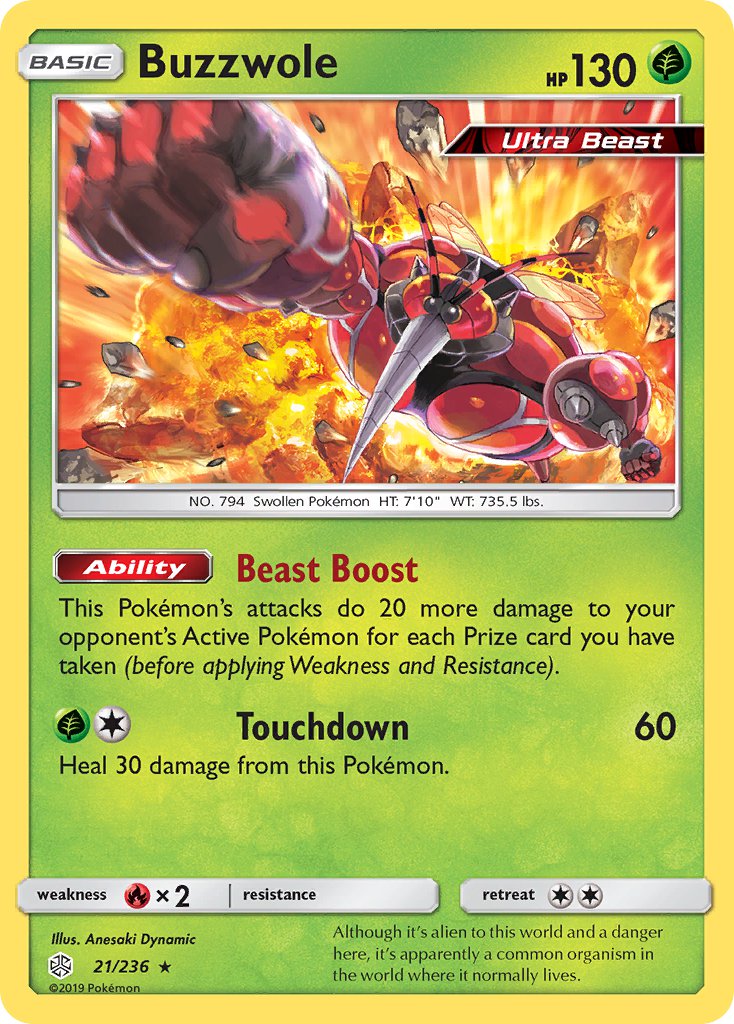 BASIC Buzzwole HP 130
Ultra Beast
NO. 794 Swollen Pokémon HT: 7'10" WT: 735.5 lbs.
Ability Beast Boost
This Pokémon's attacks do 20 more damage to your
opponent's Active Pokémon for each Prize card you have
taken (before applying Weakness and Resistance).
Touchdown 60
Heal 30 damage from this Pokémon.
weakness ×2 resistance retreat
Illus. Anesaki Dynamic
21/236 ★
©2019 Pokémon
Although it's alien to this world and a danger
here, it's apparently a common organism in
the world where it normally lives.